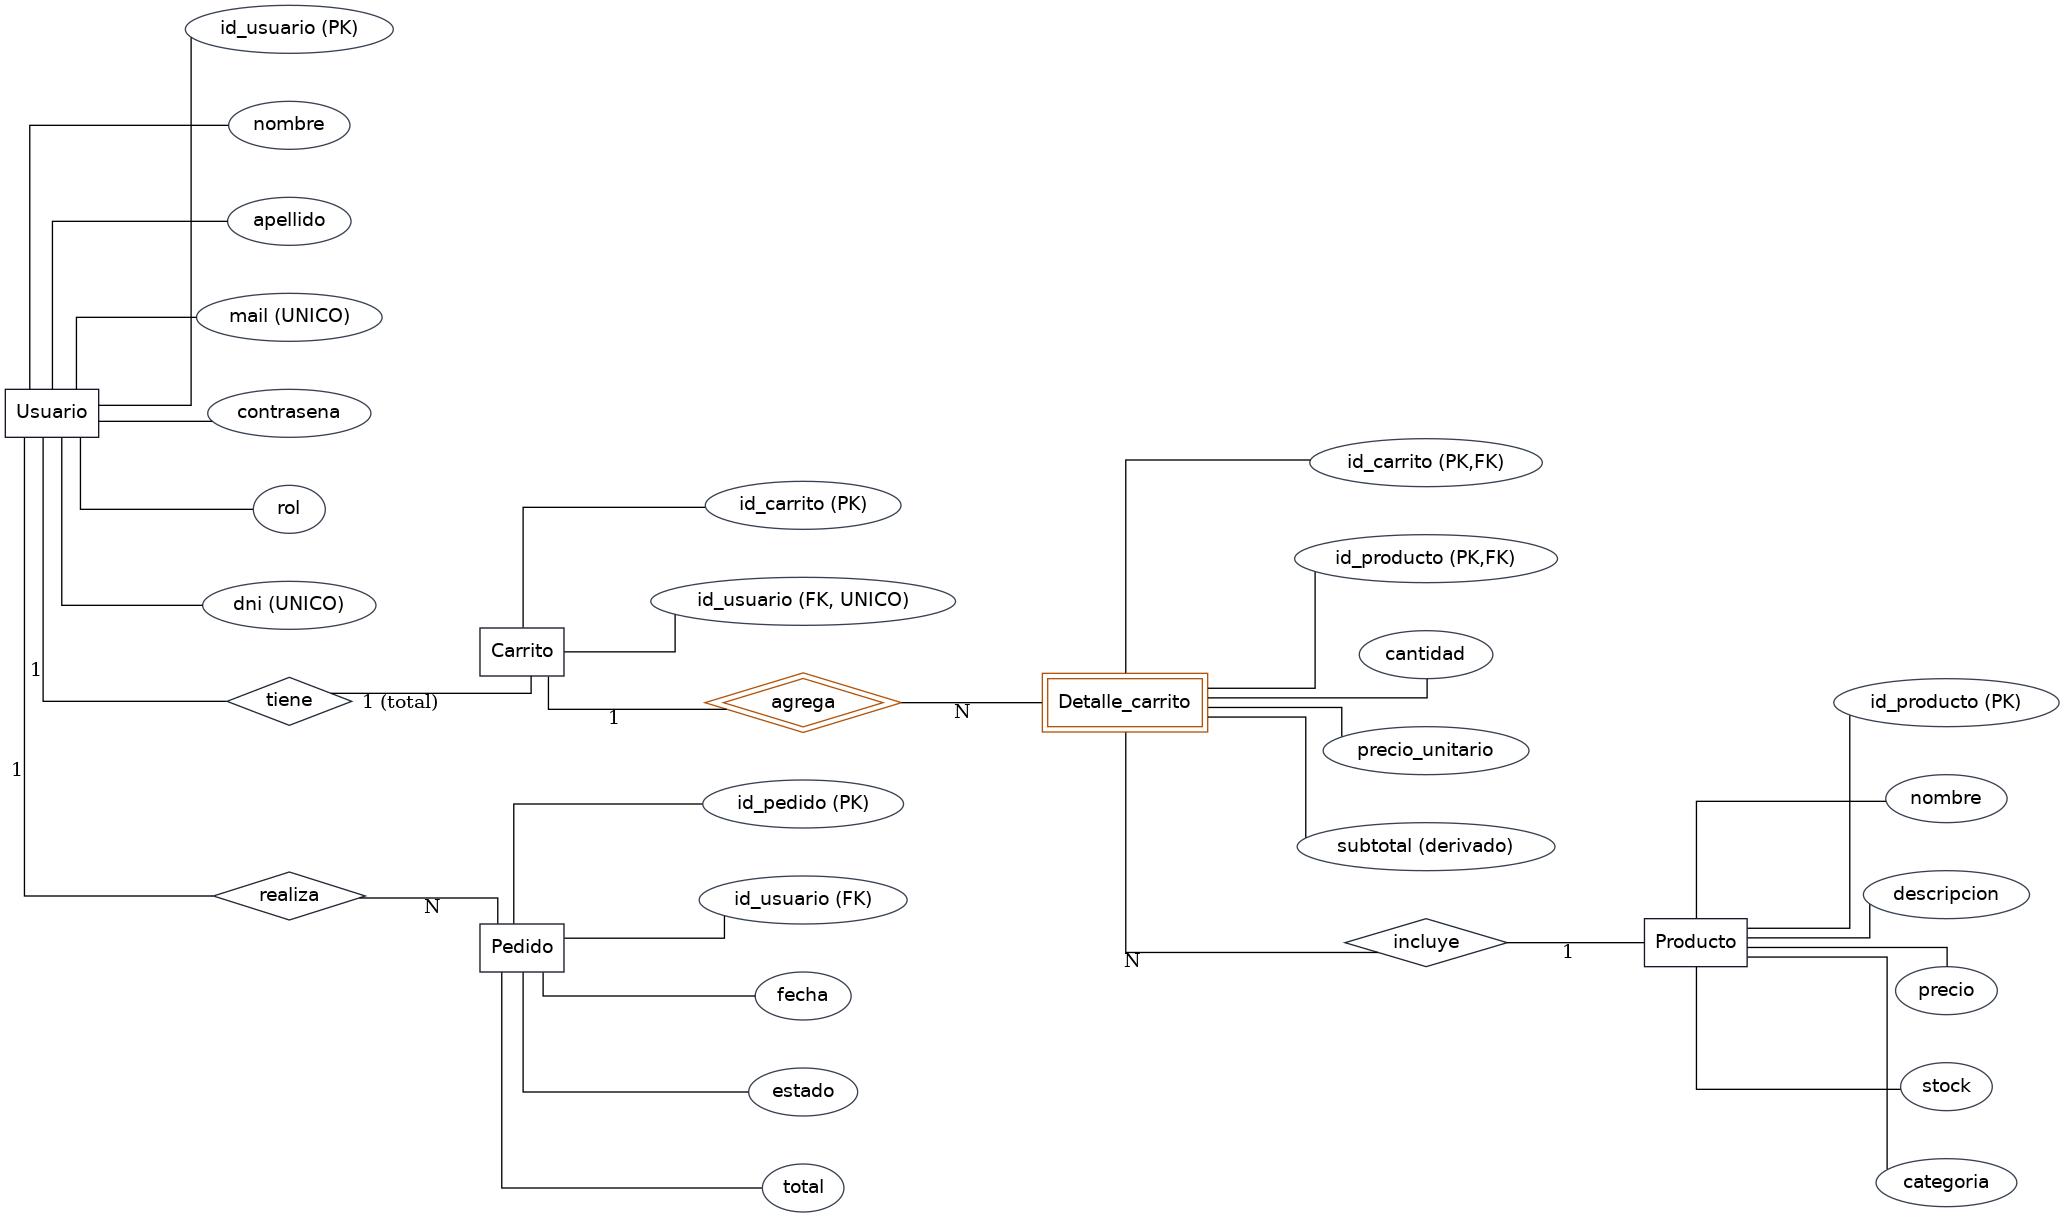 id_usuario (PK)
nombre
apellido
mail (UNICO)
Usuario
contrasena
rol
dni (UNICO)
1
tiene
1 (total)
1
realiza
N
id_carrito (PK)
id_usuario (FK, UNICO)
Carrito
1
agrega
N
id_pedido (PK)
id_usuario (FK)
Pedido
fecha
estado
total
id_carrito (PK,FK)
id_producto (PK,FK)
cantidad
Detalle_carrito
precio_unitario
subtotal (derivado)
N
incluye
1
id_producto (PK)
nombre
descripcion
Producto
precio
stock
categoria